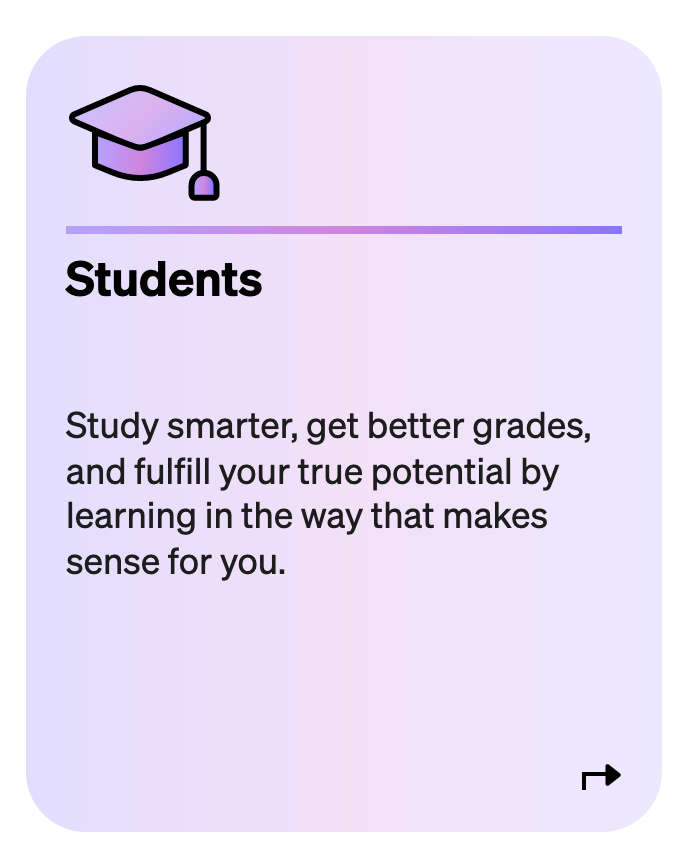 Students
Study smarter, get better grades,
and fulfill your true potential by
learning in the way that makes
sense for you.